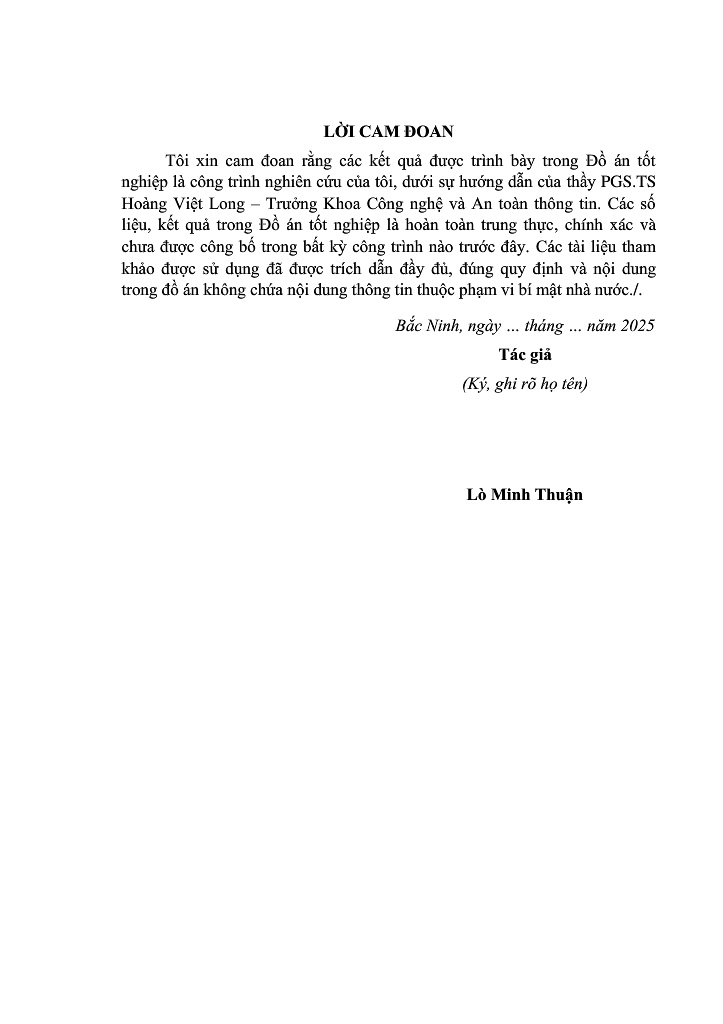 LỜI CAM ĐOAN
Tôi xin cam đoan rằng các kết quả được trình bày trong Đồ án tốt
nghiệp là công trình nghiên cứu của tôi, dưới sự hướng dẫn của thầy PGS.TS
Hoàng Việt Long – Trưởng Khoa Công nghệ và An toàn thông tin. Các số
liệu, kết quả trong Đồ án tốt nghiệp là hoàn toàn trung thực, chính xác và
chưa được công bố trong bất kỳ công trình nào trước đây. Các tài liệu tham
khảo được sử dụng đã được trích dẫn đầy đủ, đúng quy định và nội dung
trong đồ án không chứa nội dung thông tin thuộc phạm vi bí mật nhà nước./.
Bắc Ninh, ngày ... tháng ... năm 2025
Tác giả
(Ký, ghi rõ họ tên)
Lò Minh Thuận